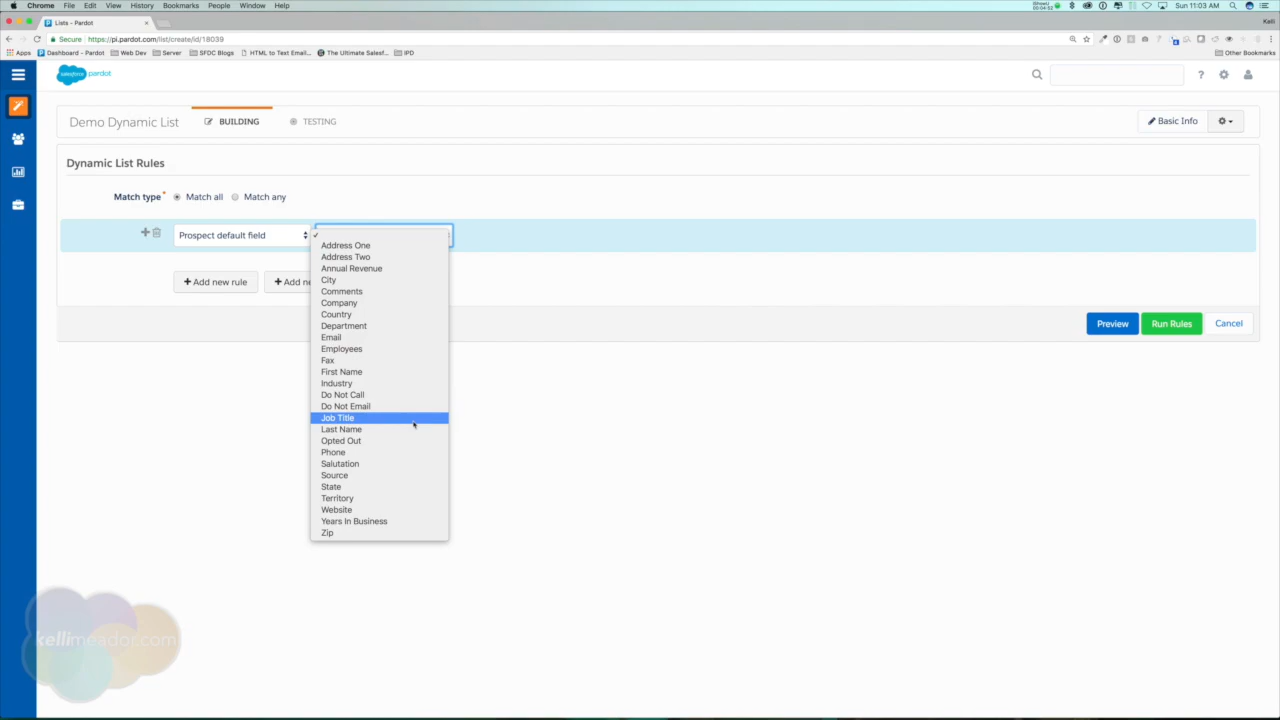 Chrome File Edit View History Bookmarks People Window Help
Sun 11:03 AM
Lists - Pardot
Kelli
Secure https://pi.pardot.com/list/create/id/18039
Apps Dashboard - Pardot Web Dev Server SFDC Blogs HTML to Text Email... The Ultimate Salesf... IPD Other Bookmarks
salesforce pardot
Demo Dynamic List BUILDING TESTING Basic Info
Dynamic List Rules
Match type* Match all Match any
Prospect default field
Address One
Address Two
Annual Revenue
City
Comments
Company
Country
Department
Email
Employees
Fax
First Name
Industry
Do Not Call
Do Not Email
Job Title
Last Name
Opted Out
Phone
Salutation
Source
State
Territory
Website
Years In Business
Zip
Add new rule Add ne
Preview Run Rules Cancel
kellimeador.com